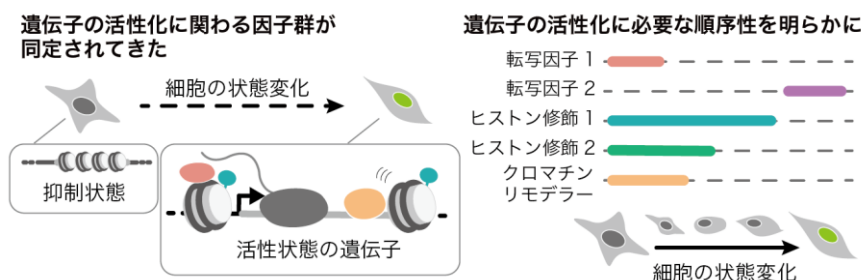 遺伝子の活性化に関わる因子群が
同定されてきた
細胞の状態変化
抑制状態
活性状態の遺伝子
遺伝子の活性化に必要な順序性を明らかに
転写因子 1
転写因子 2
ヒストン修飾 1
ヒストン修飾 2
クロマチン
リモデラー
細胞の状態変化